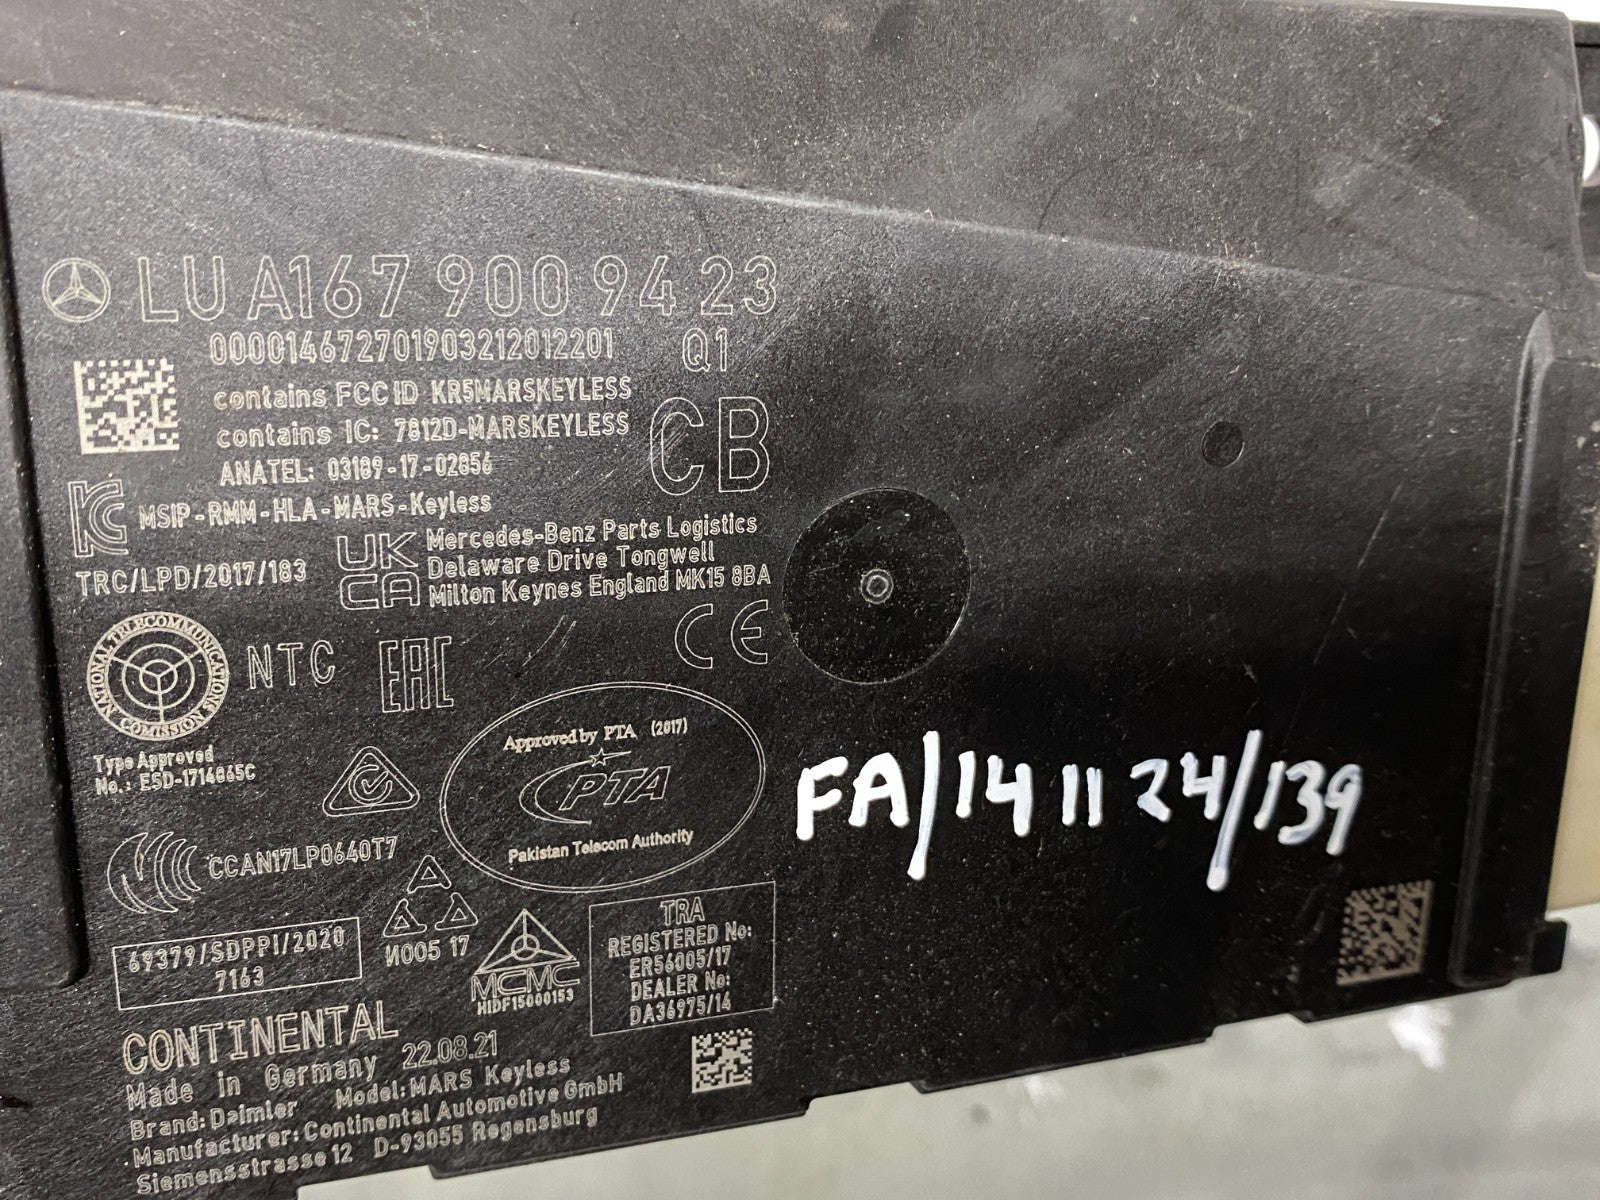 LU A167 900 94 23
000014672701903212012201 Q1
contains FCC ID KR5MARSKEYLESS
contains IC: 7812D-MARSKEYLESS
CB
ANATEL: 03189-17-02856
MSIP-RMM-HLA-MARS-Keyless
TRC/LPD/2017/183
UK
CA
Mercedes-Benz Parts Logistics
Delaware Drive Tongwell
Milton Keynes England MK15 8BA
NATIONAL TELECOMMUNICATIONS COMISSION
NTC
EAC
CE
Type Approved
No.: ESD-1714865C
Approved by PTA (2017)
PTA
Pakistan Telecom Authority
FA/14 11 24/139
CCAN17LP0640T7
И005 17
69379/SDPPI/2020
7163
MCMC
HIDF15000153
TRA
REGISTERED No:
ER56005/17
DEALER No:
DA36975/14
CONTINENTAL
Made in Germany 22.08.21
Brand: Daimler Model: MARS Keyless
Manufacturer: Continental Automotive GmbH
Siemensstrasse 12 D-93055 Regensburg